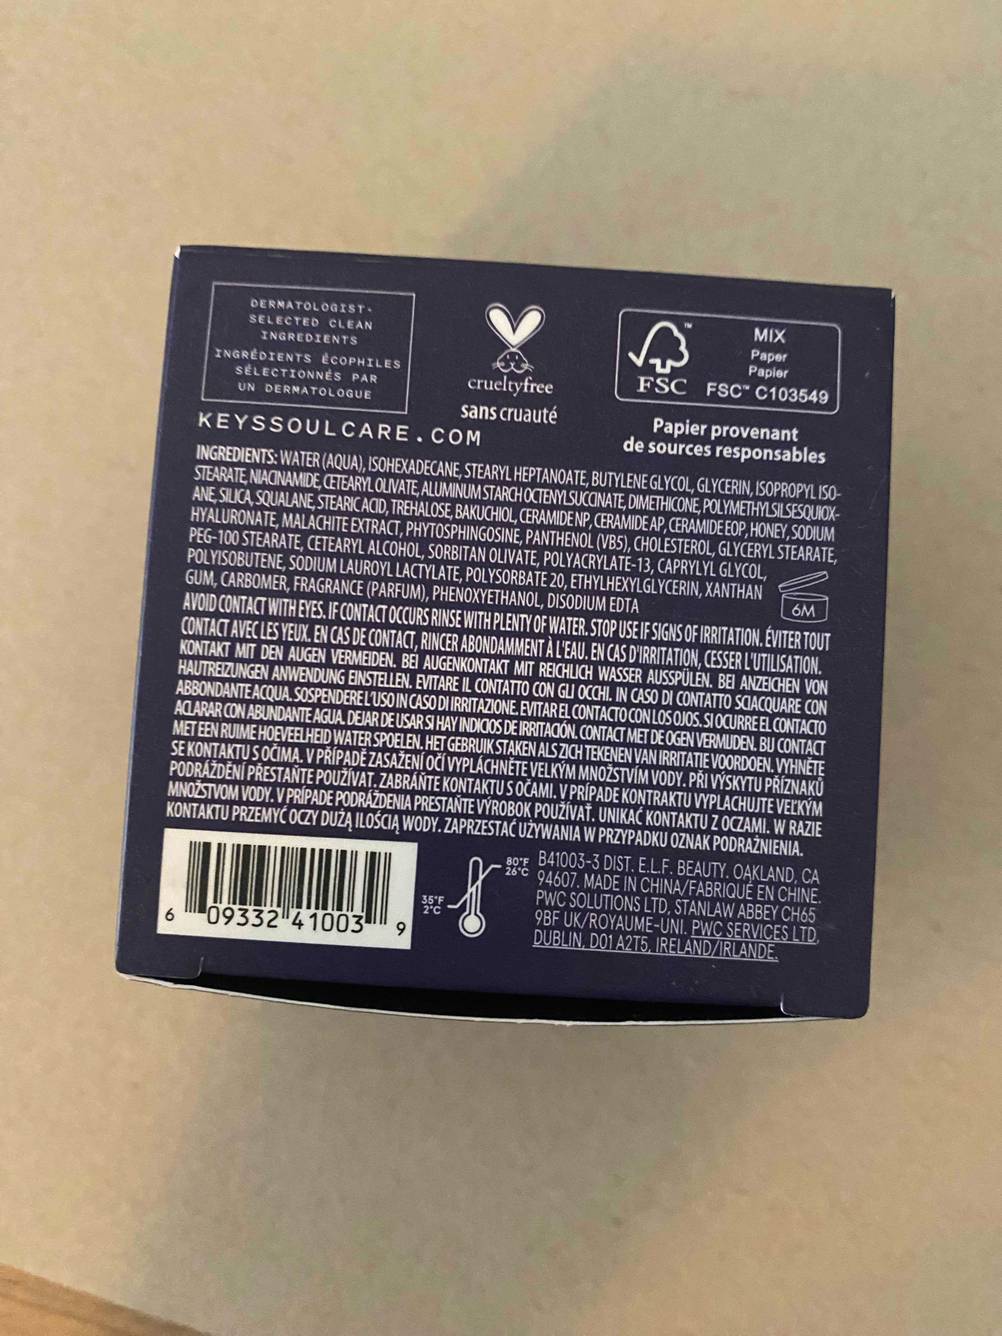 DERMATOLOGIST-
SELECTED CLEAN
INGREDIENTS
INGRÉDIENTS ÉCOPHILES
SÉLECTIONNÉS PAR
UN DERMATOLOGUE
crueltyfree
sans cruauté
FSC™
MIX
Paper
Papier
FSC™ C103549
Papier provenant
de sources responsables
KEYSSOULCARE.COM
INGREDIENTS: WATER (AQUA), ISOHEXADECANE, STEARYL HEPTANOATE, BUTYLENE GLYCOL, GLYCERIN, ISOPROPYL ISO-
STEARATE, NIACINAMIDE, CETEARYL OLIVATE, ALUMINUM STARCH OCTENYLSUCCINATE, DIMETHICONE, POLYMETHYLSILSESQUIOX-
ANE, SILICA, SQUALANE, STEARIC ACID, TREHALOSE, BAKUCHIOL, CERAMIDE NP, CERAMIDE AP, CERAMIDE EOP, HONEY, SODIUM
HYALURONATE, MALACHITE EXTRACT, PHYTOSPHINGOSINE, PANTHENOL (VB5), CHOLESTEROL, GLYCERYL STEARATE,
PEG-100 STEARATE, CETEARYL ALCOHOL, SORBITAN OLIVATE, POLYACRYLATE-13, CAPRYLYL GLYCOL,
POLYISOBUTENE, SODIUM LAUROYL LACTYLATE, POLYSORBATE 20, ETHYLHEXYLGLYCERIN, XANTHAN
GUM, CARBOMER, FRAGRANCE (PARFUM), PHENOXYETHANOL, DISODIUM EDTA
6M
AVOID CONTACT WITH EYES. IF CONTACT OCCURS RINSE WITH PLENTY OF WATER. STOP USE IF SIGNS OF IRRITATION. ÉVITER TOUT
CONTACT AVEC LES YEUX. EN CAS DE CONTACT, RINCER ABONDAMMENT À L'EAU. EN CAS D'IRRITATION, CESSER L'UTILISATION.
KONTAKT MIT DEN AUGEN VERMEIDEN. BEI AUGENKONTAKT MIT REICHLICH WASSER AUSSPÜLEN. BEI ANZEICHEN VON
HAUTREIZUNGEN ANWENDUNG EINSTELLEN. EVITARE IL CONTATTO CON GLI OCCHI. IN CASO DI CONTATTO SCIACQUARE CON
ABBONDANTE ACQUA. SOSPENDERE L'USO IN CASO DI IRRITAZIONE. EVITAR EL CONTACTO CON LOS OJOS. SI OCURRE EL CONTACTO
ACLARAR CON ABUNDANTE AGUA. DEJAR DE USAR SI HAY INDICIOS DE IRRITACIÓN. CONTACT MET DE OGEN VERMIJDEN. BIJ CONTACT
MET EEN RUIME HOEVEELHEID WATER SPOELEN. HET GEBRUIK STAKEN ALS ZICH TEKENEN VAN IRRITATIE VOORDOEN. VYHNĚTE
SE KONTAKTU S OČIMA. V PŘÍPADĚ ZASAŽENÍ OČÍ VYPLÁCHNĚTE VELKÝM MNOŽSTVÍM VODY. PŘI VÝSKYTU PŘÍZNAKŮ
PODRÁŽDĚNÍ PŘESTAŇTE POUŽÍVAT. ZABRÁŇTE KONTAKTU S OČAMI. V PRÍPADE KONTRAKTU VYPLACHUJTE VEĽKÝM
MNOŽSTVOM VODY. V PRÍPADE PODRÁŽDENIA PRESTAŇTE VÝROBOK POUŽÍVAŤ. UNIKAĆ KONTAKTU Z OCZAMI. W RAZIE
KONTAKTU PRZEMYĆ OCZY DUŻĄ ILOŚCIĄ WODY. ZAPRZESTAĆ UŻYWANIA W PRZYPADKU OZNAK PODRAŻNIENIA.
6 09332 41003 9
35°F
2°C
80°F
26°C
B41003-3 DIST. E.L.F. BEAUTY. OAKLAND, CA
94607. MADE IN CHINA/FABRIQUÉ EN CHINE.
PWC SOLUTIONS LTD, STANLAW ABBEY CH65
9BF UK/ROYAUME-UNI. PWC SERVICES LTD,
DUBLIN, D01 A2T5, IRELAND/IRLANDE.